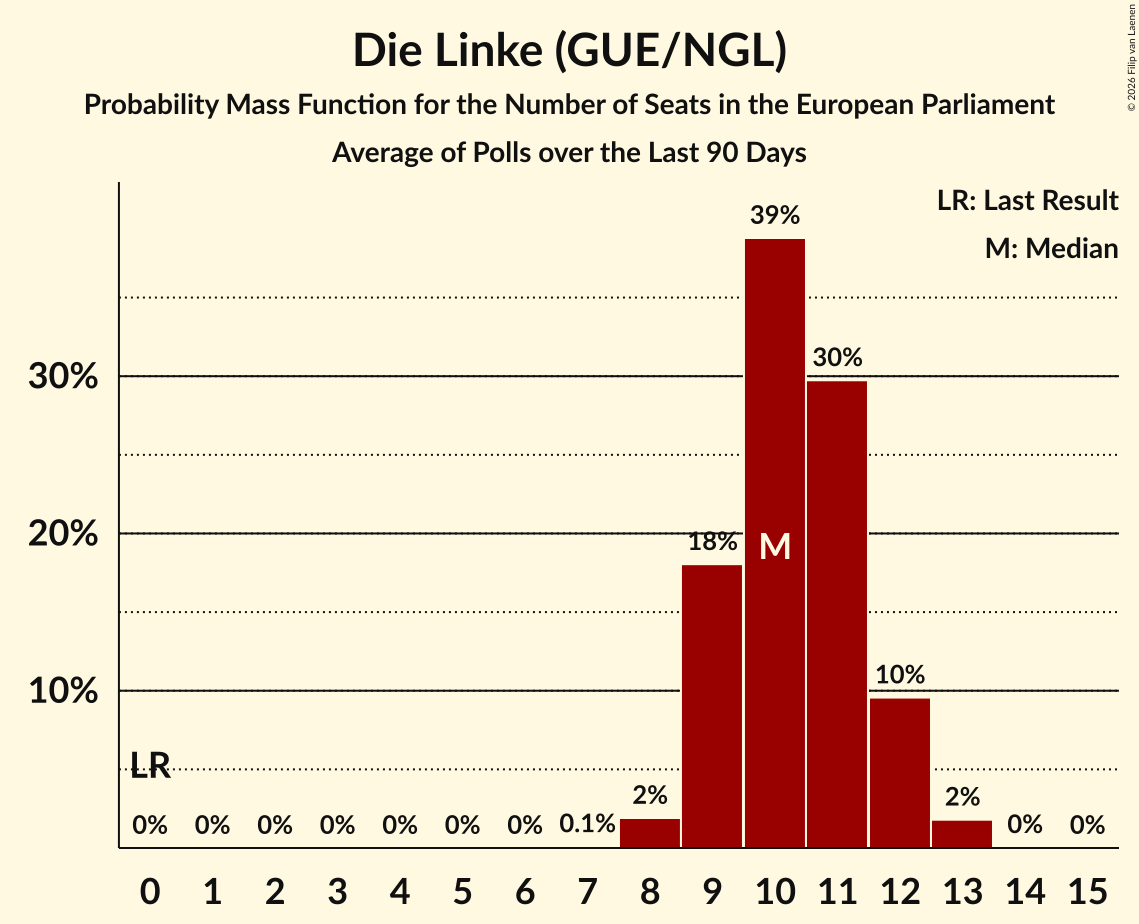 Die Linke (GUE/NGL)
Probability Mass Function for the Number of Seats in the European Parliament
Average of Polls over the Last 90 Days
© 2026 Filip van Laenen
LR: Last Result
M: Median
39%
30%
30%
20%
18%
M
10%
10%
LR
2%
2%
0%
0%
0%
0%
0%
0%
0%
0.1%
0%
0%
0 1 2 3 4 5 6 7 8 9 10 11 12 13 14 15